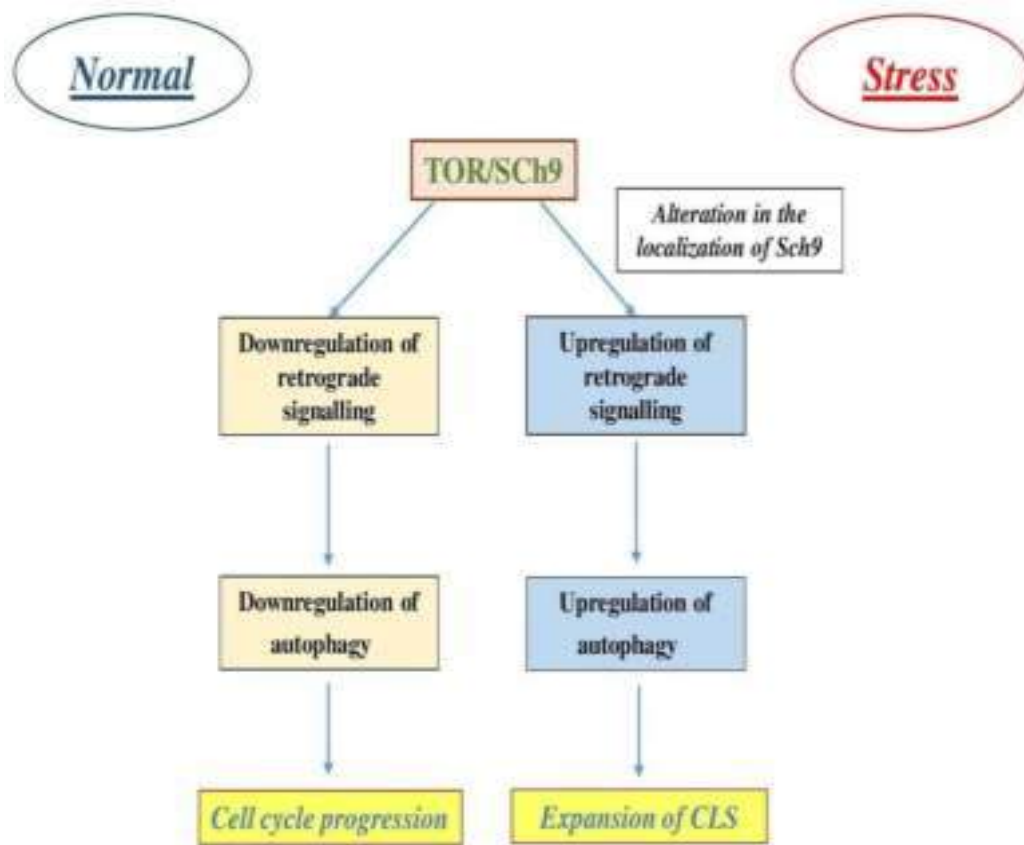 Normal
Stress
TOR/SCh9
Alteration in the
localization of Sch9
Downregulation of
retrograde
signalling
Upregulation of
retrograde
signalling
Downregulation of
autophagy
Upregulation of
autophagy
Cell cycle progression
Expansion of CLS